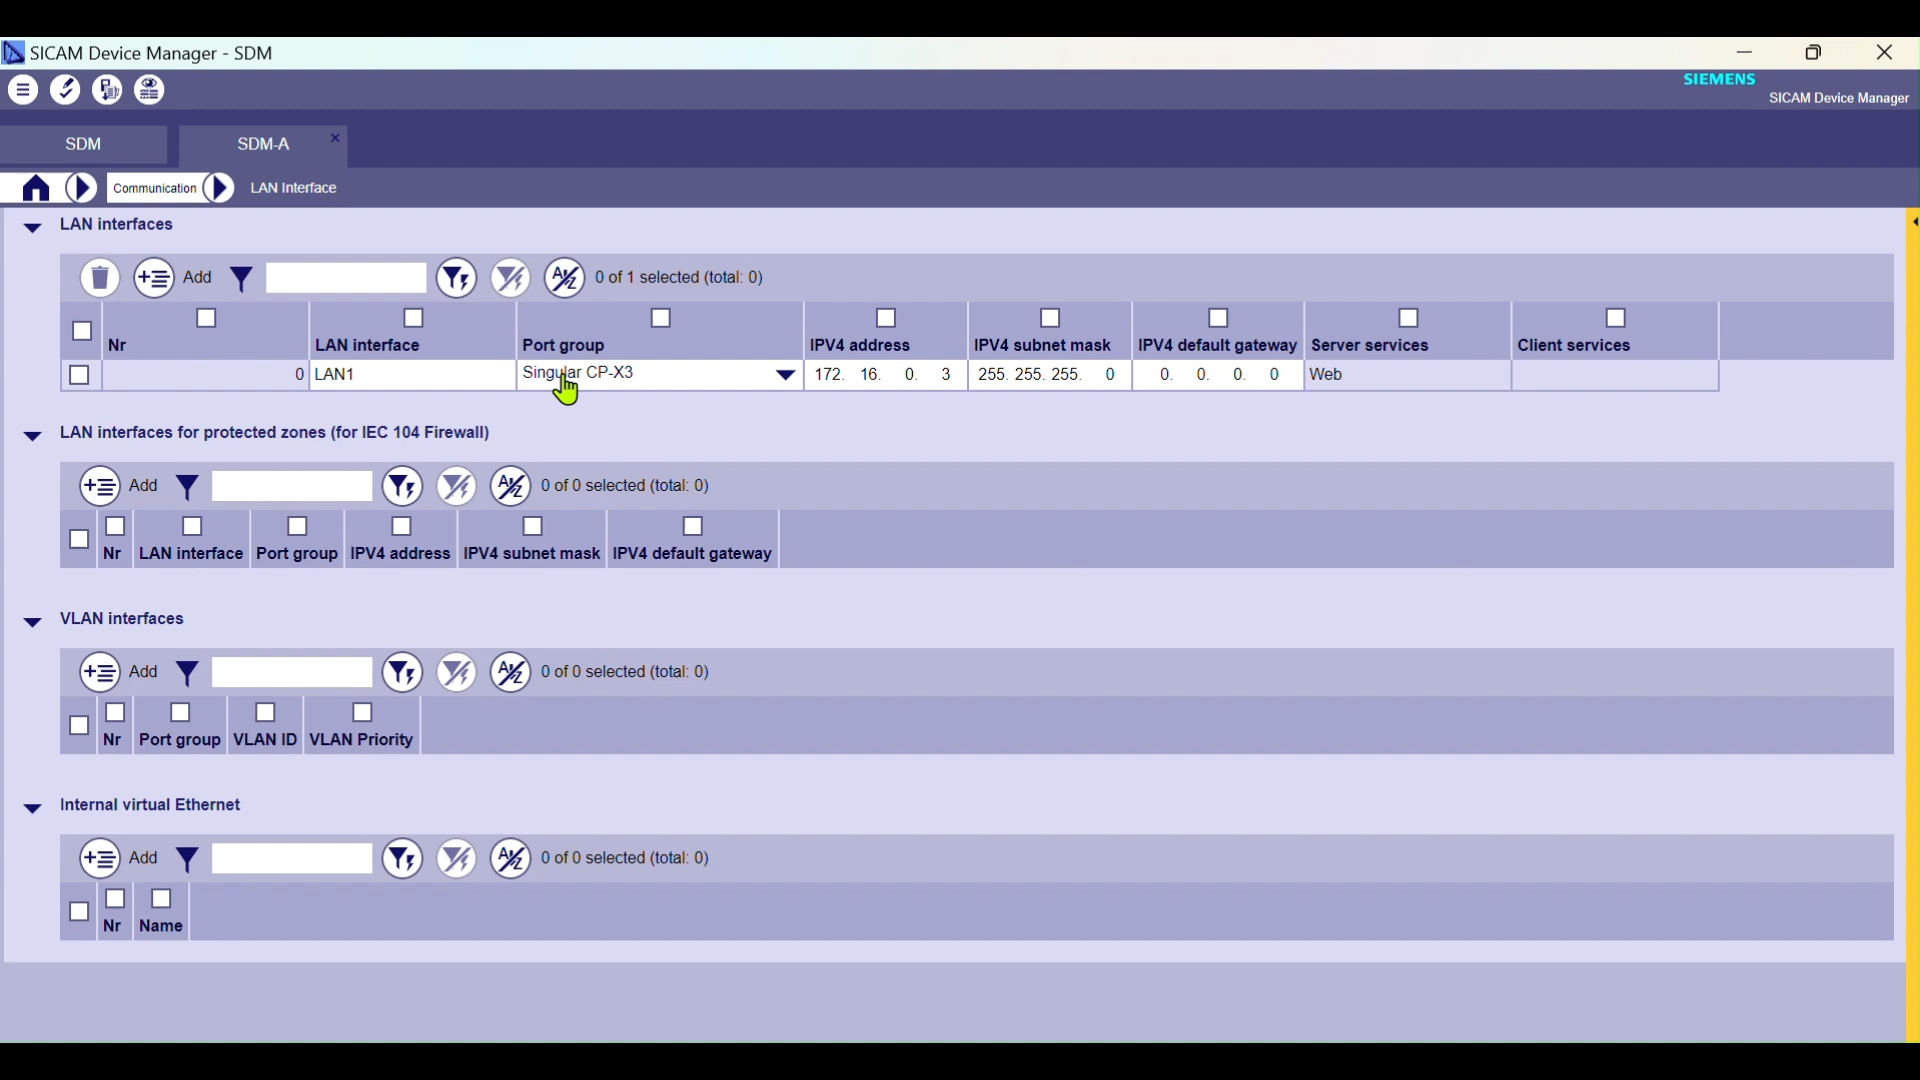 SICAM Device Manager - SDM
SIEMENS
SICAM Device Manager
SDM
SDM-A
Communication
LAN Interface
LAN interfaces
Add
0 of 1 selected (total: 0)
Nr LAN interface Port group IPV4 address IPV4 subnet mask IPV4 default gateway Server services Client services
0 LAN1 Singular CP-X3 172. 16. 0. 3 255. 255. 255. 0 0. 0. 0. 0 Web
LAN interfaces for protected zones (for IEC 104 Firewall)
Add
0 of 0 selected (total: 0)
Nr LAN interface Port group IPV4 address IPV4 subnet mask IPV4 default gateway
VLAN interfaces
Add
0 of 0 selected (total: 0)
Nr Port group VLAN ID VLAN Priority
Internal virtual Ethernet
Add
0 of 0 selected (total: 0)
Nr Name